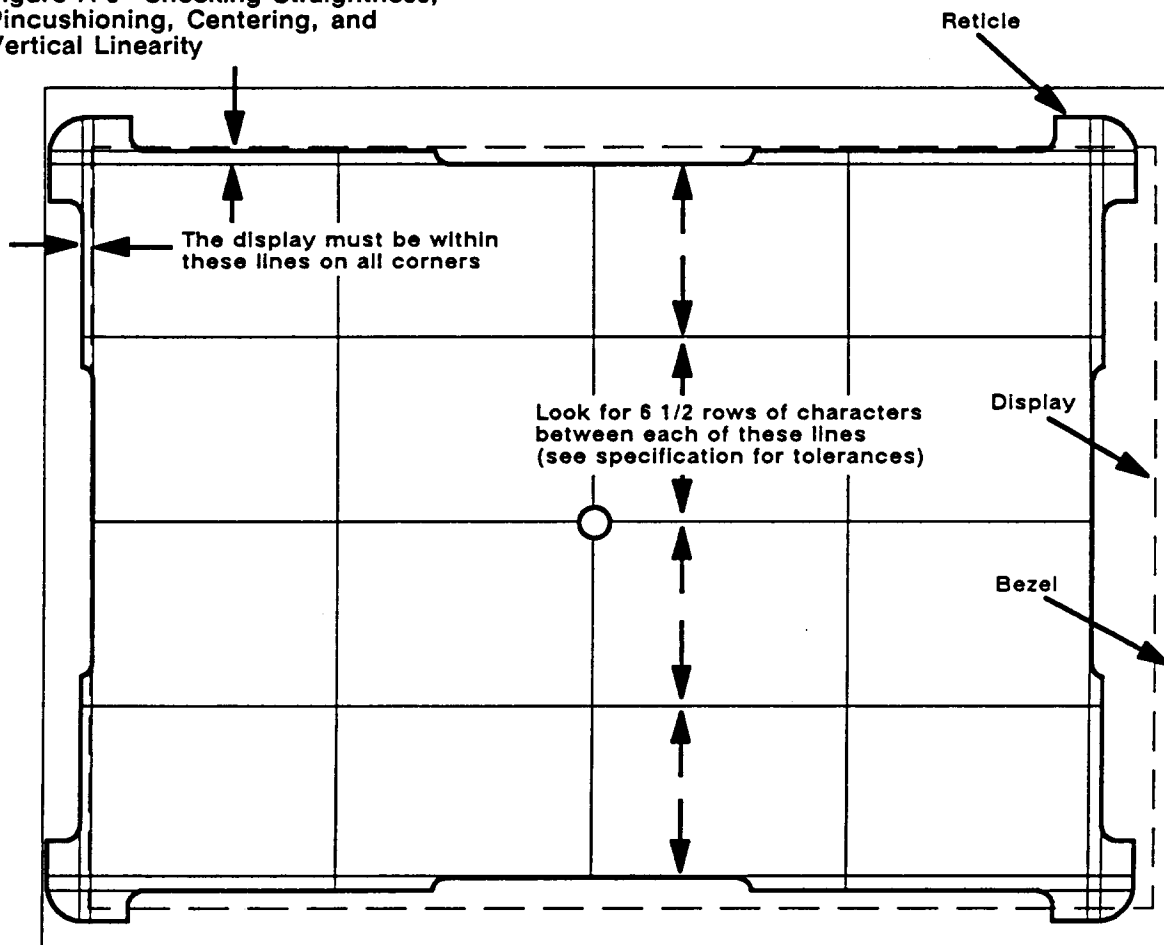 Pincushioning, Centering, and
Vertical Linearity
Reticle
The display must be within
these lines on all corners
Look for 6 1/2 rows of characters
between each of these lines
(see specification for tolerances)
Display
Bezel